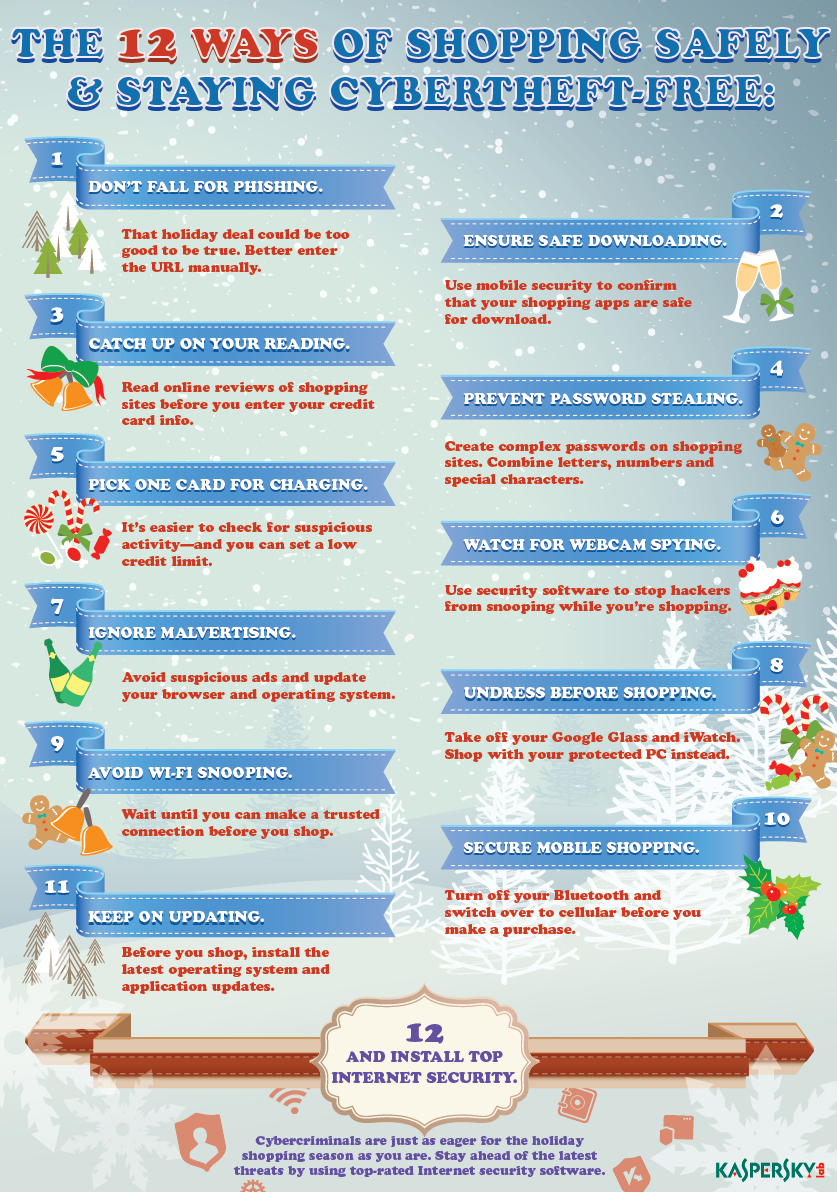 THE 12 WAYS OF SHOPPING SAFELY
& STAYING CYBERTHEFT-FREE:
1
DON'T FALL FOR PHISHING.
That holiday deal could be too
good to be true. Better enter
the URL manually.
2
ENSURE SAFE DOWNLOADING.
Use mobile security to confirm
that your shopping apps are safe
for download.
3
CATCH UP ON YOUR READING.
Read online reviews of shopping
sites before you enter your credit
card info.
4
PREVENT PASSWORD STEALING.
Create complex passwords on shopping
sites. Combine letters, numbers and
special characters.
5
PICK ONE CARD FOR CHARGING.
It's easier to check for suspicious
activity—and you can set a low
credit limit.
6
WATCH FOR WEBCAM SPYING.
Use security software to stop hackers
from snooping while you're shopping.
7
IGNORE MALVERTISING.
Avoid suspicious ads and update
your browser and operating system.
8
UNDRESS BEFORE SHOPPING.
Take off your Google Glass and iWatch.
Shop with your protected PC instead.
9
AVOID WI-FI SNOOPING.
Wait until you can make a trusted
connection before you shop.
10
SECURE MOBILE SHOPPING.
Turn off your Bluetooth and
switch over to cellular before you
make a purchase.
11
KEEP ON UPDATING.
Before you shop, install the
latest operating system and
application updates.
12
AND INSTALL TOP
INTERNET SECURITY.
Cybercriminals are just as eager for the holiday
shopping season as you are. Stay ahead of the latest
threats by using top-rated Internet security software.
KASPERSKY lab